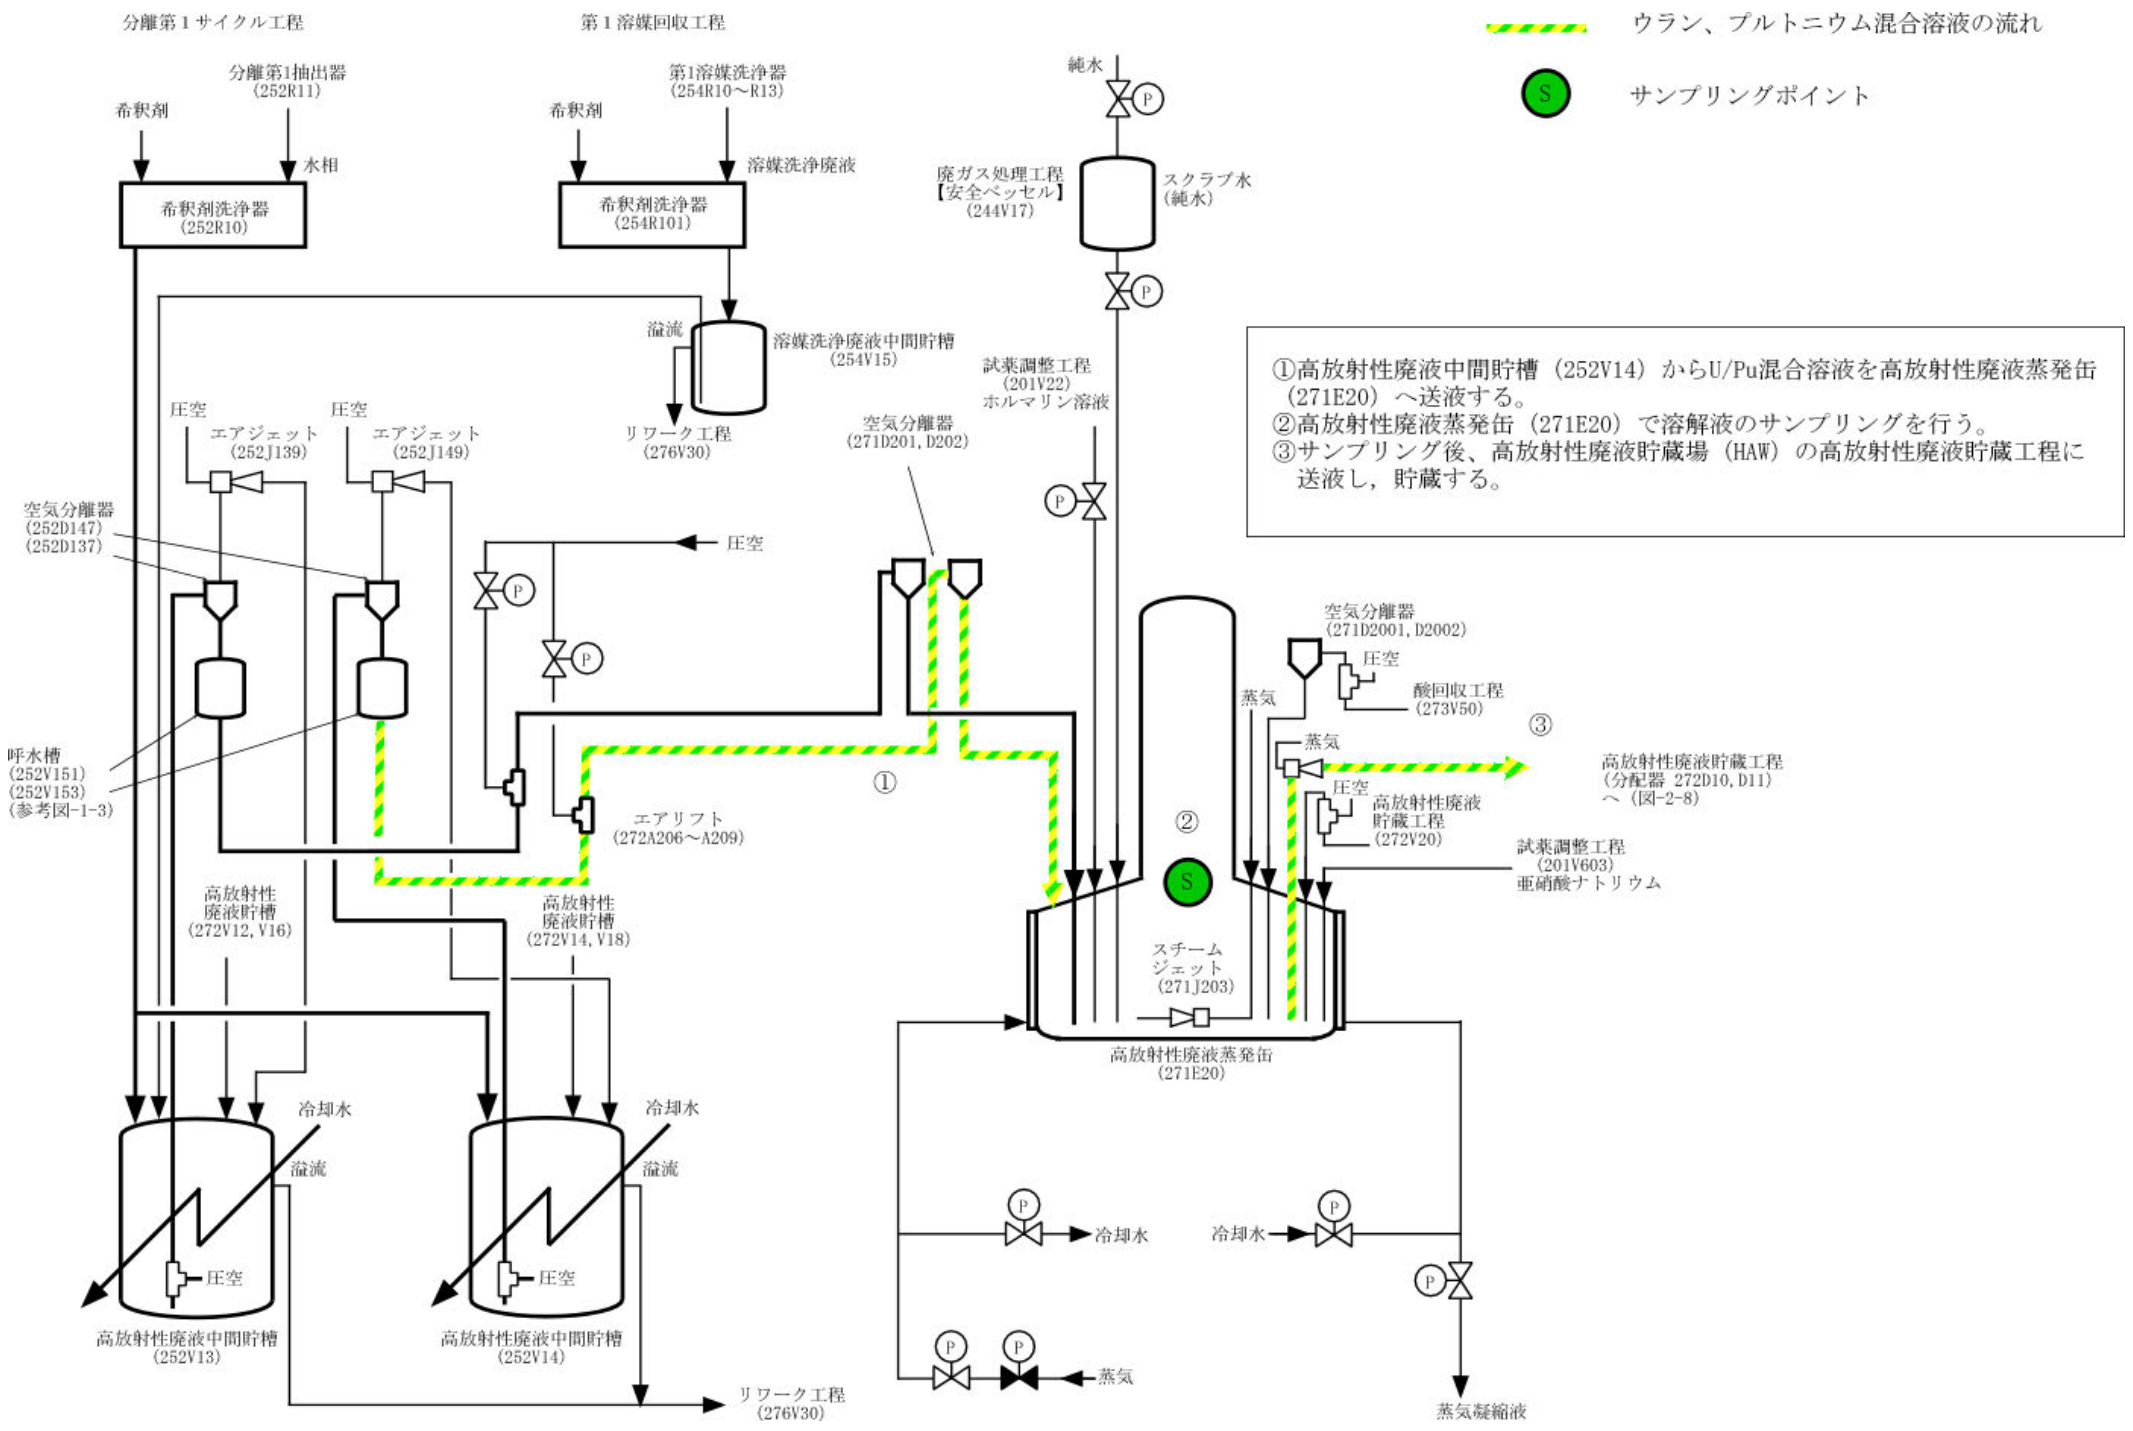 分離第１サイクル工程
第１溶媒回収工程
ウラン、プルトニウム混合溶液の流れ
S
サンプリングポイント
分離第1抽出器
(252R11)
希釈剤
水相
希釈剤洗浄器
(252R10)
第1溶媒洗浄器
(254R10～R13)
希釈剤
溶媒洗浄廃液
希釈剤洗浄器
(254R101)
純水
P
廃ガス処理工程
【安全ベッセル】
(244V17)
スクラブ水
(純水)
P
溢流
溶媒洗浄廃液中間貯糟
(254V15)
リワーク工程
(276V30)
試薬調整工程
(201V22)
ホルマリン溶液
P
①高放射性廃液中間貯槽（252V14）からU/Pu混合溶液を高放射性廃液蒸発缶
（271E20）へ送液する。
②高放射性廃液蒸発缶（271E20）で溶解液のサンプリングを行う。
③サンプリング後、高放射性廃液貯蔵場（HAW）の高放射性廃液貯蔵工程に
送液し，貯蔵する。
圧空
エアジェット
(252J139)
圧空
エアジェット
(252J149)
空気分離器
(271D201,D202)
空気分離器
(252D147)
(252D137)
圧空
P
P
空気分離器
(271D2001,D2002)
圧空
酸回収工程
(273V50)
蒸気
③
呼水槽
(252V151)
(252V153)
(参考図-1-3)
①
エアリフト
(272A206～A209)
②
S
蒸気
高放射性廃液貯蔵工程
(分配器 272D10,D11)
へ（図-2-8）
圧空
高放射性廃液
貯蔵工程
(272V20)
試薬調整工程
(201V603)
亜硝酸ナトリウム
高放射性
廃液貯槽
(272V12,V16)
高放射性
廃液貯槽
(272V14,V18)
スチーム
ジェット
(271J203)
高放射性廃液蒸発缶
(271E20)
冷却水
溢流
圧空
高放射性廃液中間貯糟
(252V13)
冷却水
溢流
圧空
高放射性廃液中間貯糟
(252V14)
リワーク工程
(276V30)
P
冷却水
冷却水
P
P
P
P
蒸気
蒸気凝縮液